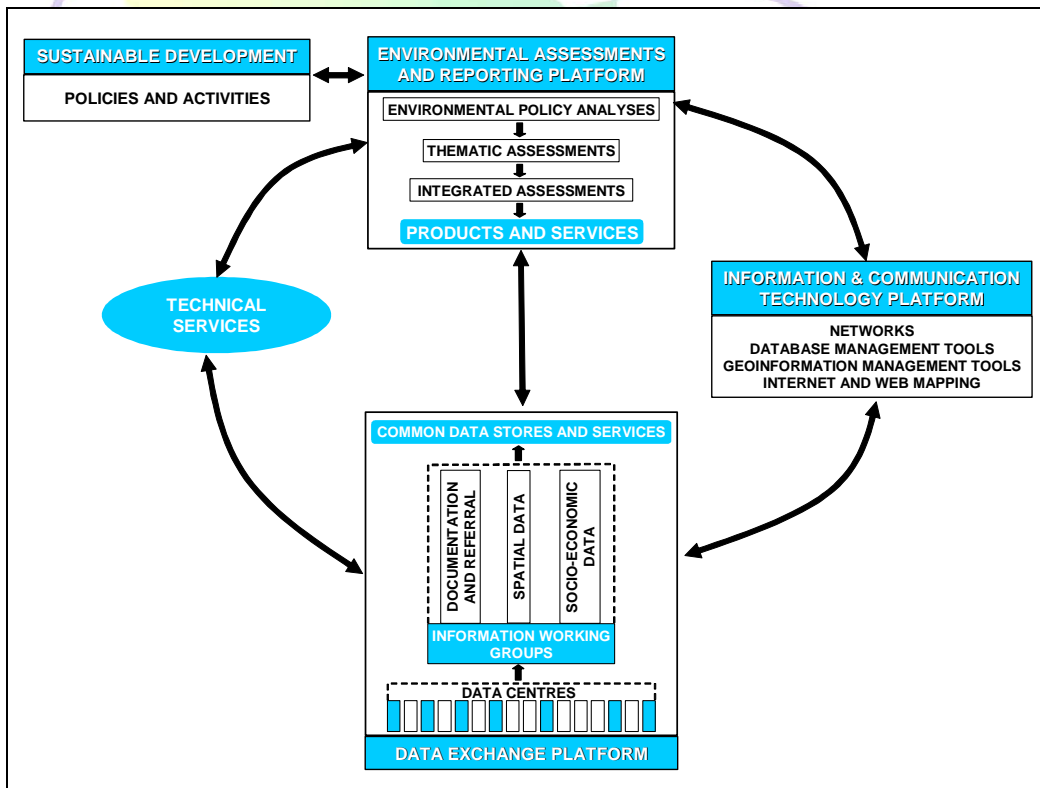 SUSTAINABLE DEVELOPMENT
POLICIES AND ACTIVITIES
ENVIRONMENTAL ASSESSMENTS
AND REPORTING PLATFORM
ENVIRONMENTAL POLICY ANALYSES
THEMATIC ASSESSMENTS
INTEGRATED ASSESSMENTS
PRODUCTS AND SERVICES
TECHNICAL
SERVICES
INFORMATION & COMMUNICATION
TECHNOLOGY PLATFORM
NETWORKS
DATABASE MANAGEMENT TOOLS
GEOINFORMATION MANAGEMENT TOOLS
INTERNET AND WEB MAPPING
COMMON DATA STORES AND SERVICES
DOCUMENTATION
AND REFERRAL
SPATIAL DATA
SOCIO-ECONOMIC
DATA
INFORMATION WORKING
GROUPS
DATA CENTRES
DATA EXCHANGE PLATFORM